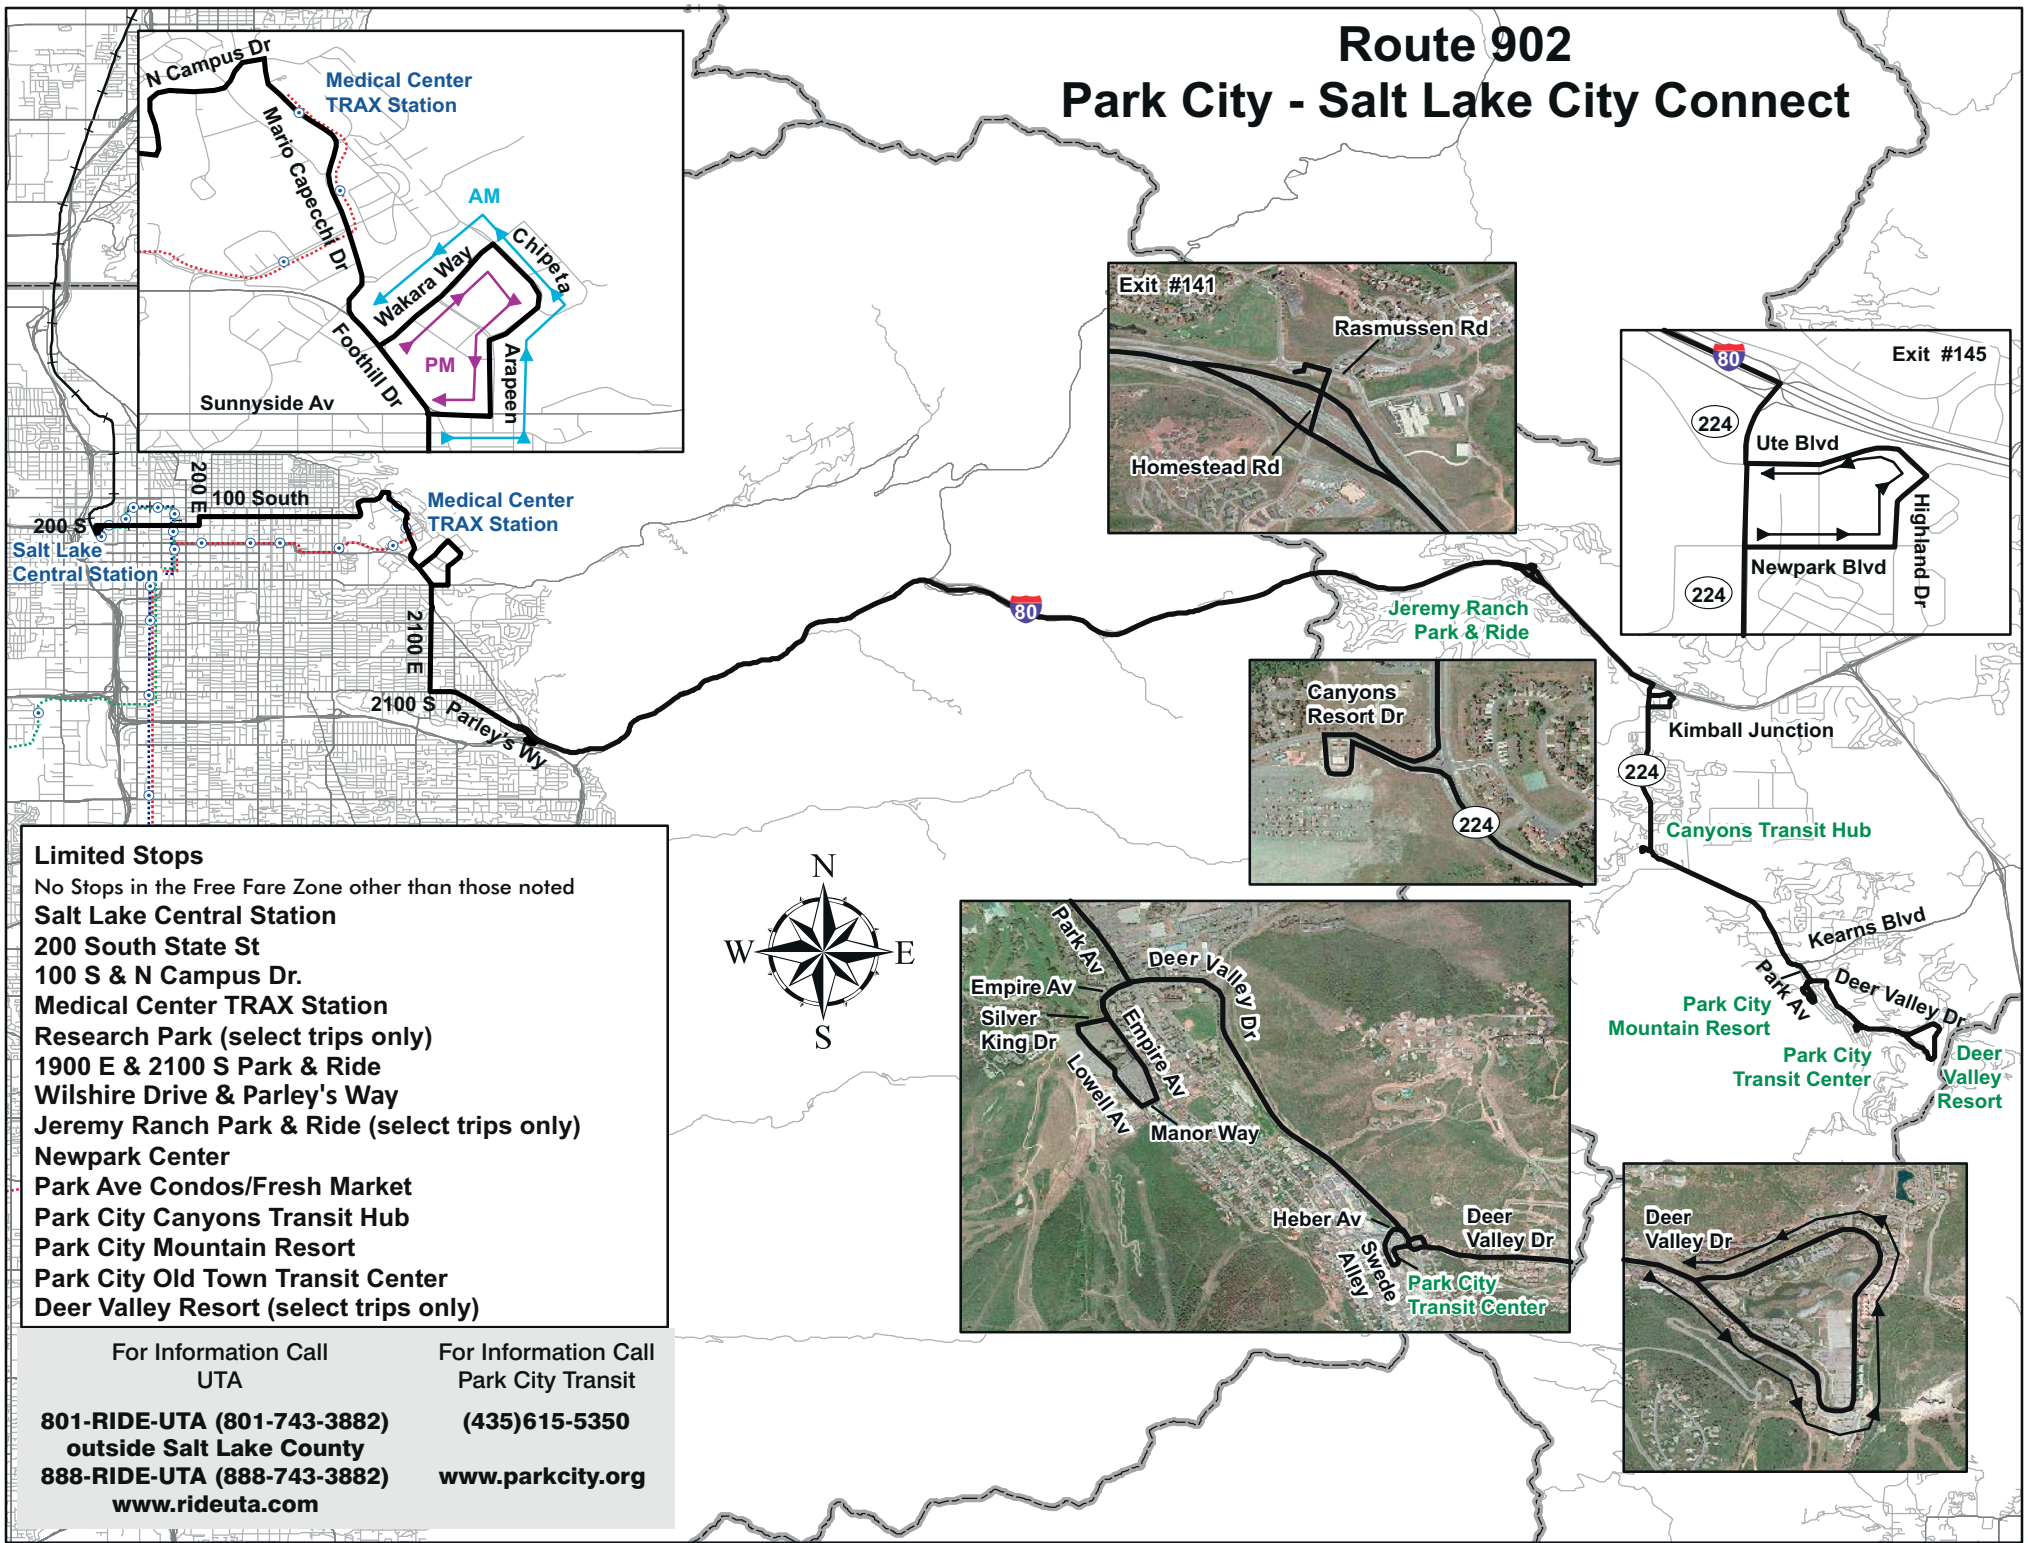 Route 902
Park City - Salt Lake City Connect
N Campus Dr
Medical Center
TRAX Station
Mario Capecchi Dr
AM
Chipeta
Wakara Way
Foothill Dr
PM
Arapeen
Sunnyside Av
200 E
100 South
200 S
Salt Lake
Central Station
Medical Center
TRAX Station
2100 E
2100 S
Parley's Wy
80
Exit #141
Rasmussen Rd
Homestead Rd
80
Exit #145
224
Ute Blvd
Highland Dr
Newpark Blvd
224
Jeremy Ranch
Park & Ride
Canyons
Resort Dr
224
Kimball Junction
224
Canyons Transit Hub
Kearns Blvd
Park Av
Deer Valley Dr
Park City
Mountain Resort
Park City
Transit Center
Deer
Valley
Resort
Park Av
Deer Valley Dr
Empire Av
Silver
King Dr
Empire Av
Lowell Av
Manor Way
Heber Av
Deer
Valley Dr
Swede
Alley
Park City
Transit Center
Deer
Valley Dr
N
W
E
S
Limited Stops
No Stops in the Free Fare Zone other than those noted
Salt Lake Central Station
200 South State St
100 S & N Campus Dr.
Medical Center TRAX Station
Research Park (select trips only)
1900 E & 2100 S Park & Ride
Wilshire Drive & Parley's Way
Jeremy Ranch Park & Ride (select trips only)
Newpark Center
Park Ave Condos/Fresh Market
Park City Canyons Transit Hub
Park City Mountain Resort
Park City Old Town Transit Center
Deer Valley Resort (select trips only)
For Information Call
UTA
801-RIDE-UTA (801-743-3882)
outside Salt Lake County
888-RIDE-UTA (888-743-3882)
www.rideuta.com
For Information Call
Park City Transit
(435)615-5350
www.parkcity.org